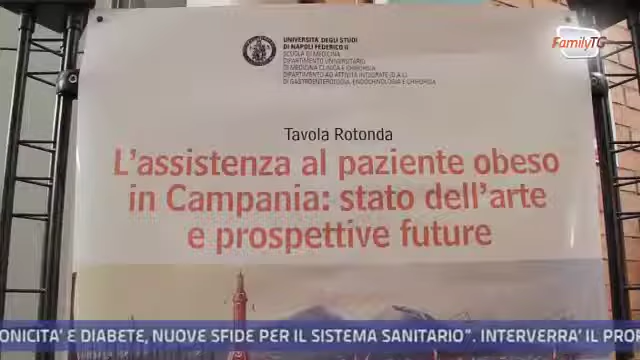 FamilyTG
UNIVERSITÀ DEGLI STUDI
DI NAPOLI FEDERICO II
SCUOLA DI MEDICINA
DIPARTIMENTO UNIVERSITARIO
DI MEDICINA CLINICA E CHIRURGIA
DIPARTIMENTO AD ATTIVITÀ INTEGRATE (D.A.I.)
DI GASTROENTEROLOGIA, ENDOCRINOLOGIA E CHIRURGIA
Tavola Rotonda
L'assistenza al paziente obeso
in Campania: stato dell'arte
e prospettive future
ONICITA' E DIABETE, NUOVE SFIDE PER IL SISTEMA SANITARIO". INTERVERRA' IL PROF